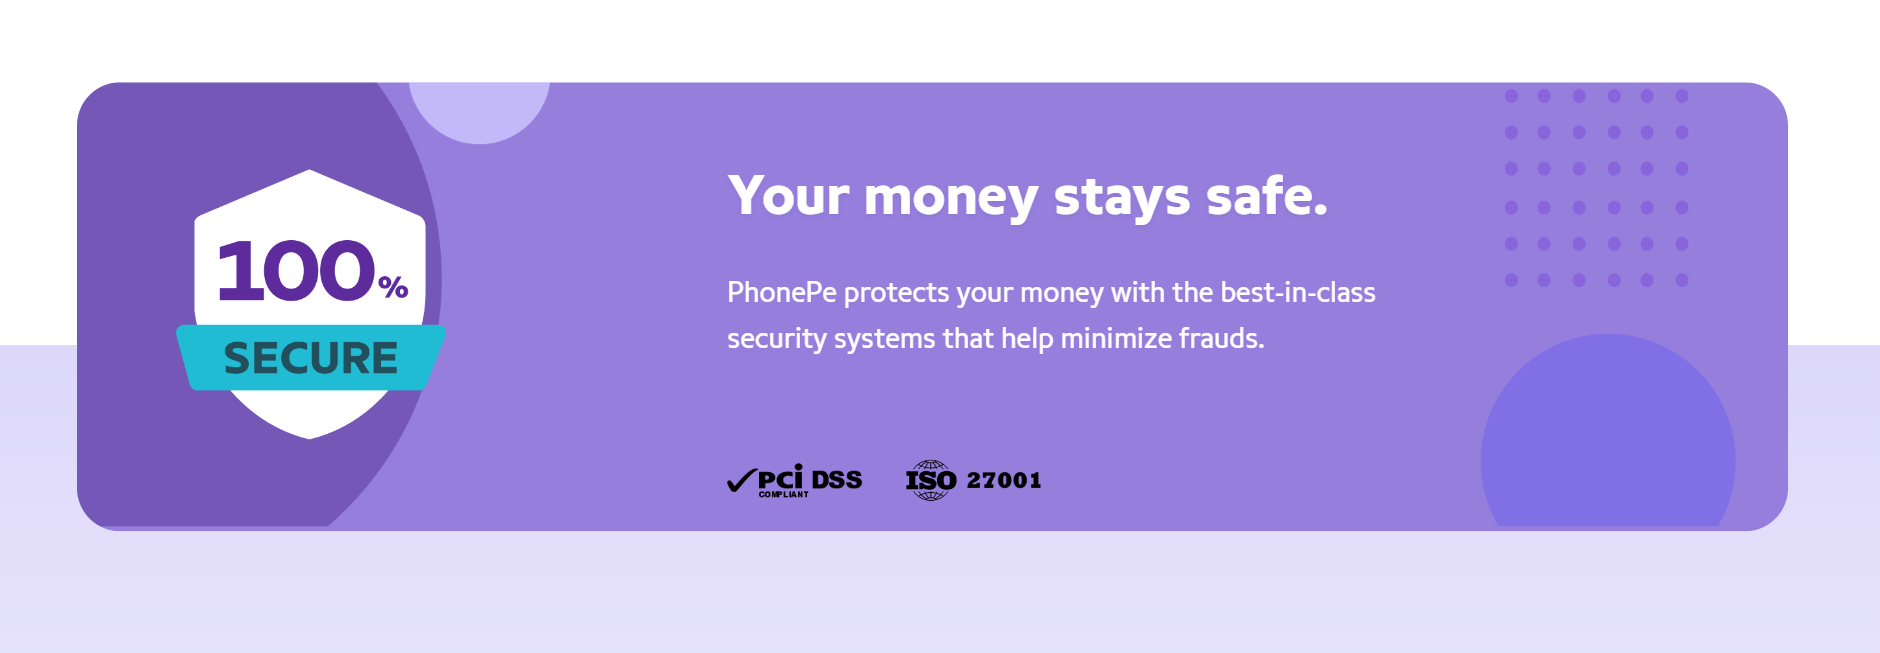 100%
SECURE
Your money stays safe.
PhonePe protects your money with the best-in-class
security systems that help minimize frauds.
PCi DSS
COMPLIANT
ISO 27001